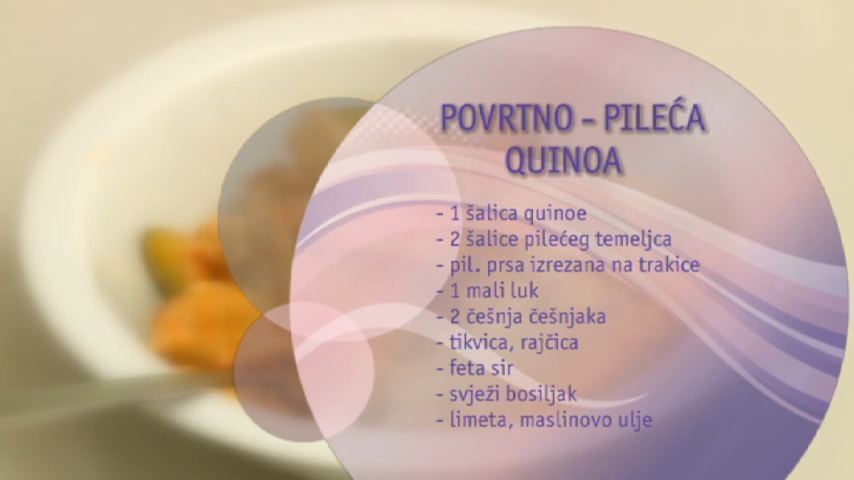 POVRTNO - PILEĆA
QUINOA
- 1 šalica quinoe
- 2 šalice pilećeg temeljca
- pil. prsa izrezana na trakice
- 1 mali luk
- 2 češnja češnjaka
- tikvica, rajčica
- feta sir
- svježi bosiljak
- limeta, maslinovo ulje